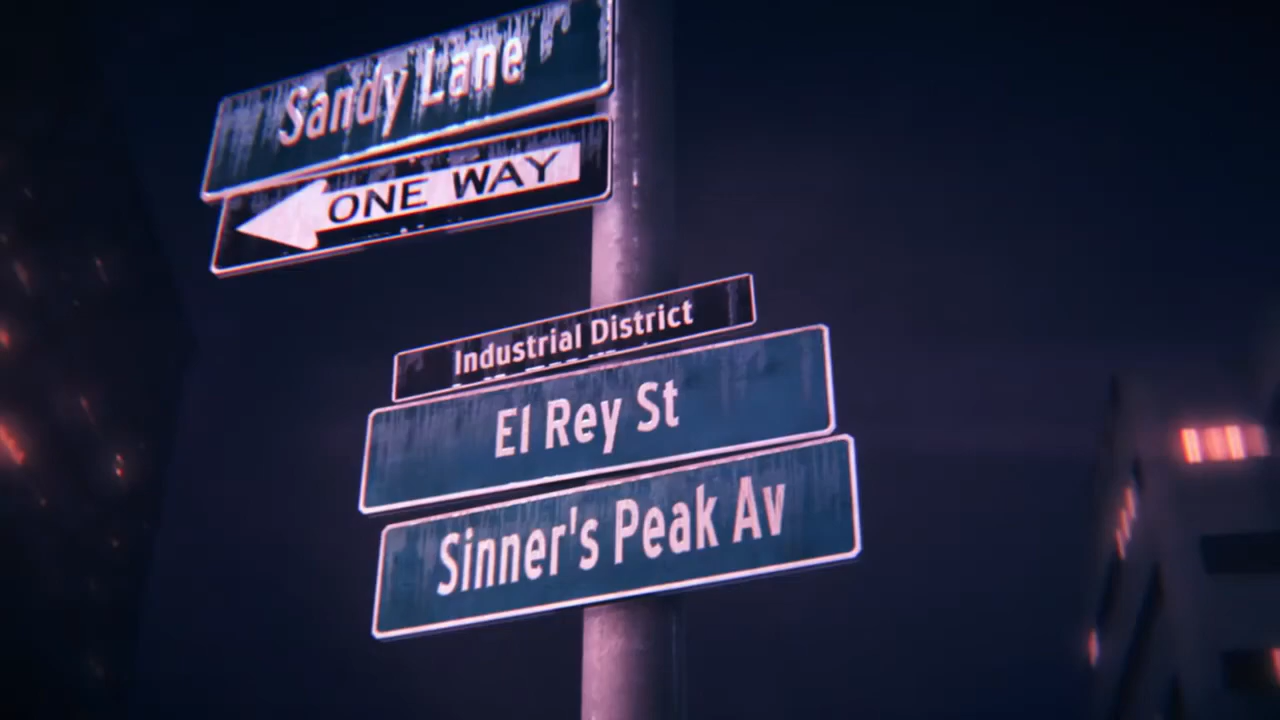 Sandy Lane
ONE WAY
Industrial District
El Rey St
Sinner's Peak Av